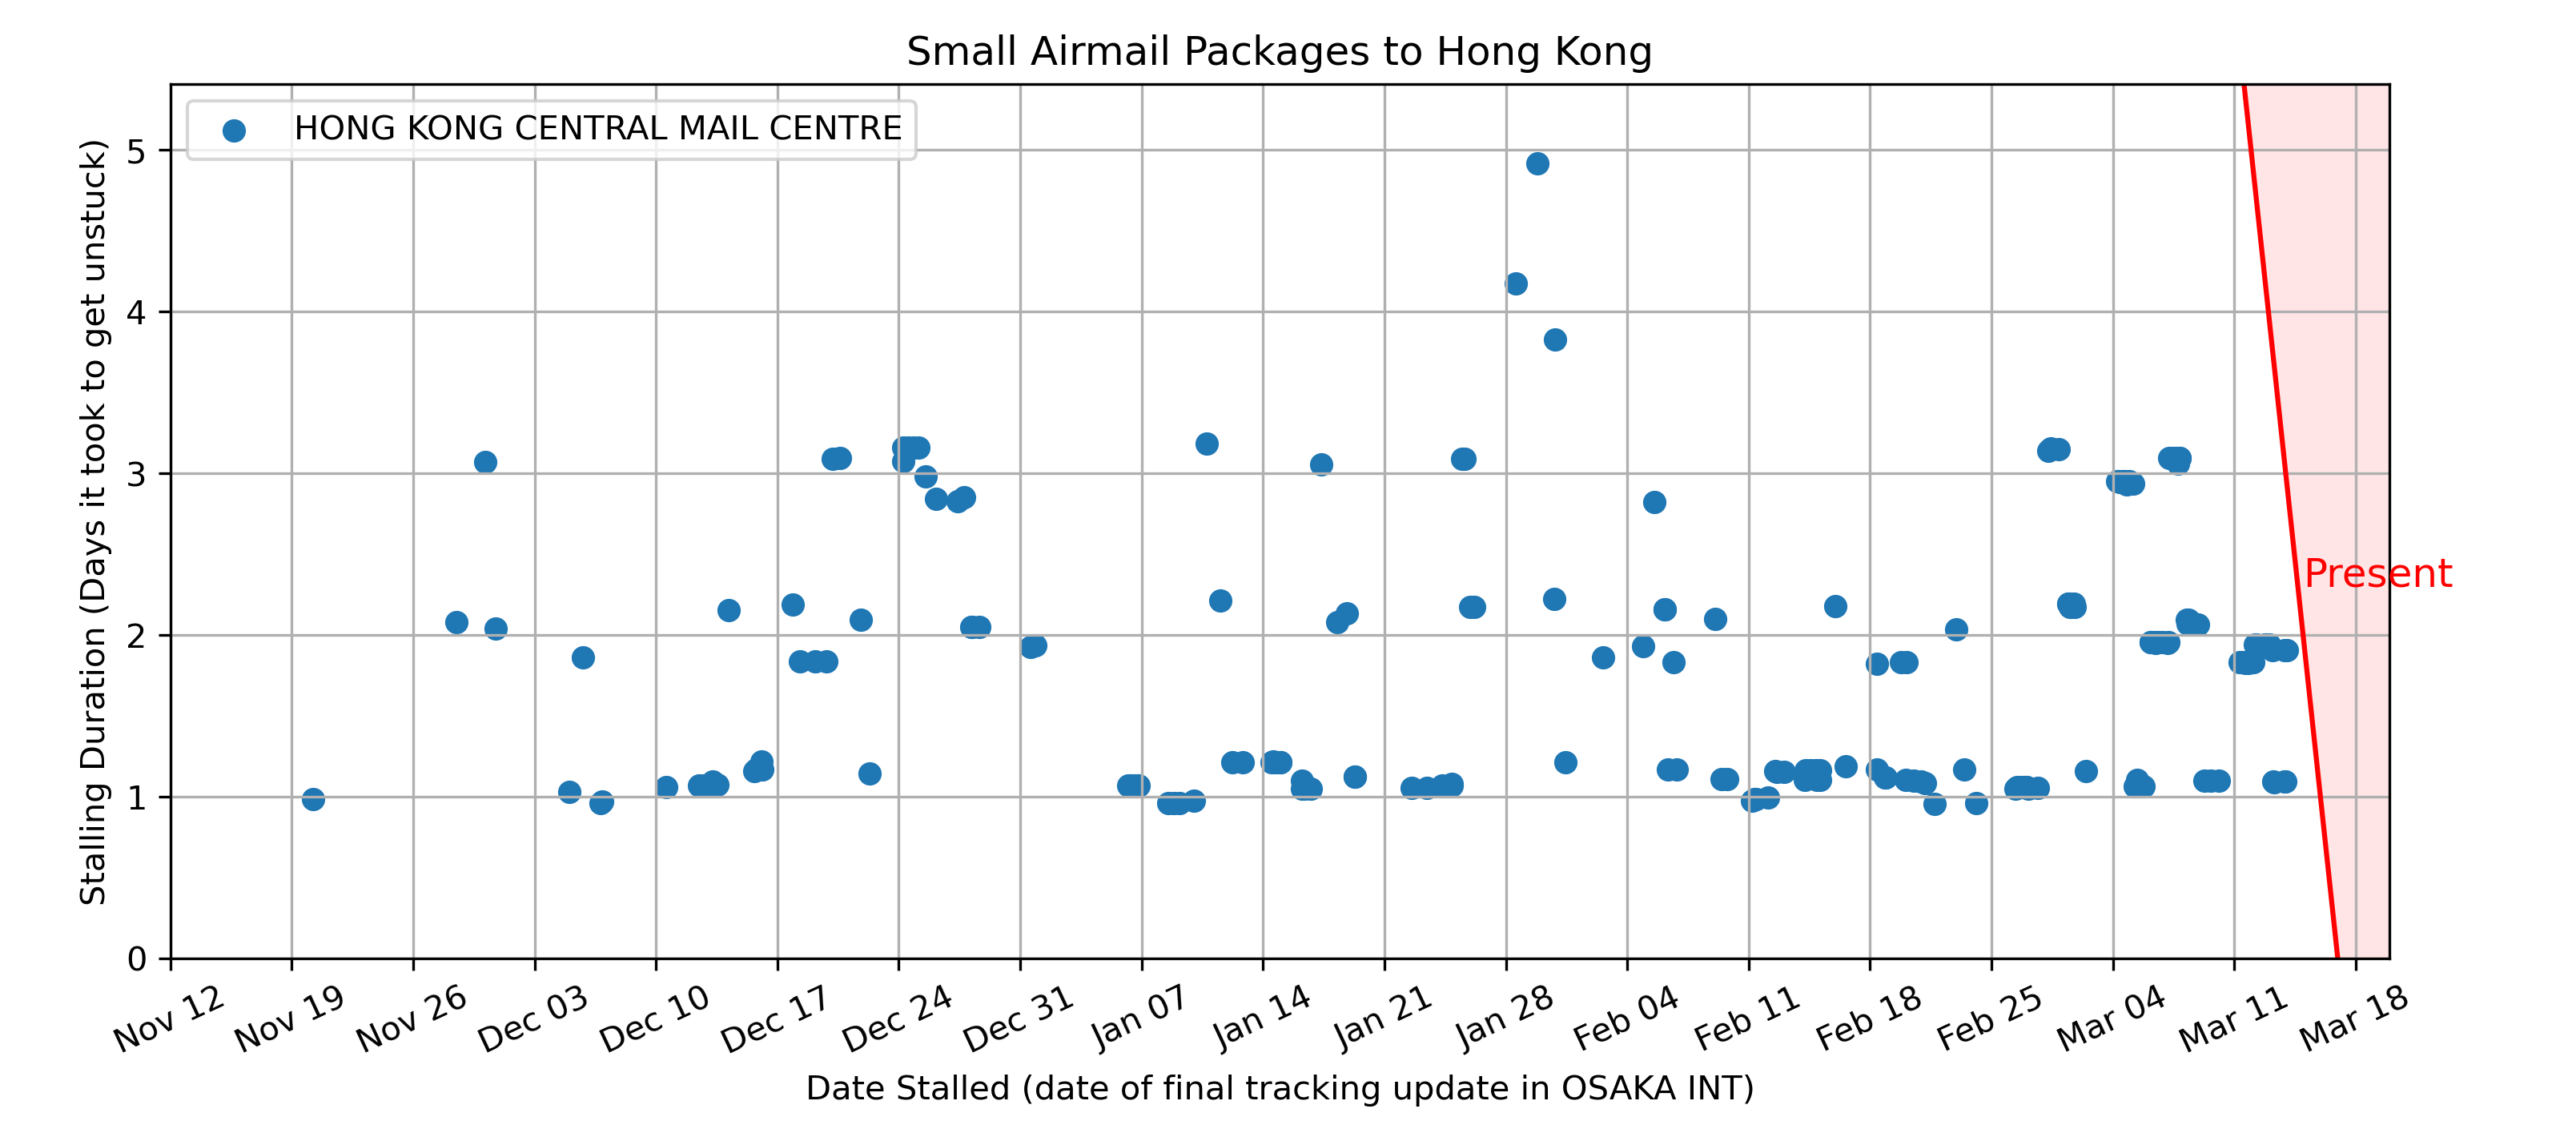 Small Airmail Packages to Hong Kong
HONG KONG CENTRAL MAIL CENTRE
Stalling Duration (Days it took to get unstuck)
5
4
3
2
1
0
Present
Nov 12
Nov 19
Nov 26
Dec 03
Dec 10
Dec 17
Dec 24
Dec 31
Jan 07
Jan 14
Jan 21
Jan 28
Feb 04
Feb 11
Feb 18
Feb 25
Mar 04
Mar 11
Mar 18
Date Stalled (date of final tracking update in OSAKA INT)